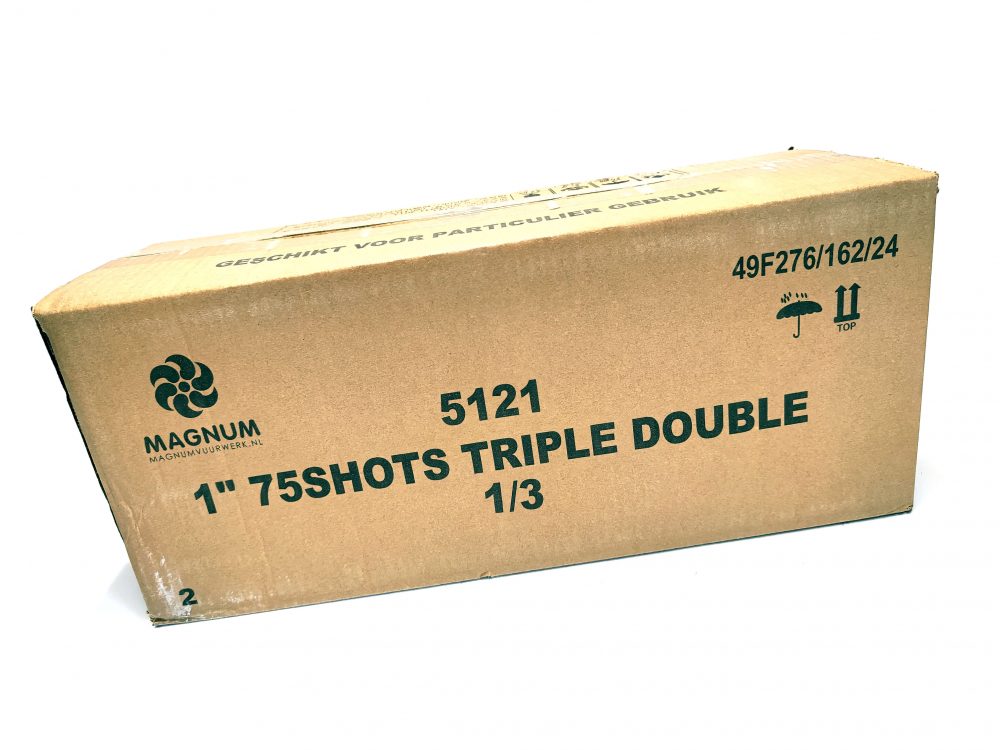 GESCHIKT VOOR PARTICULIER GEBRUIK
49F276/162/24
TOP
MAGNUM
MAGNUMVUURWERK.NL
5121
1" 75SHOTS TRIPLE DOUBLE
1/3
2